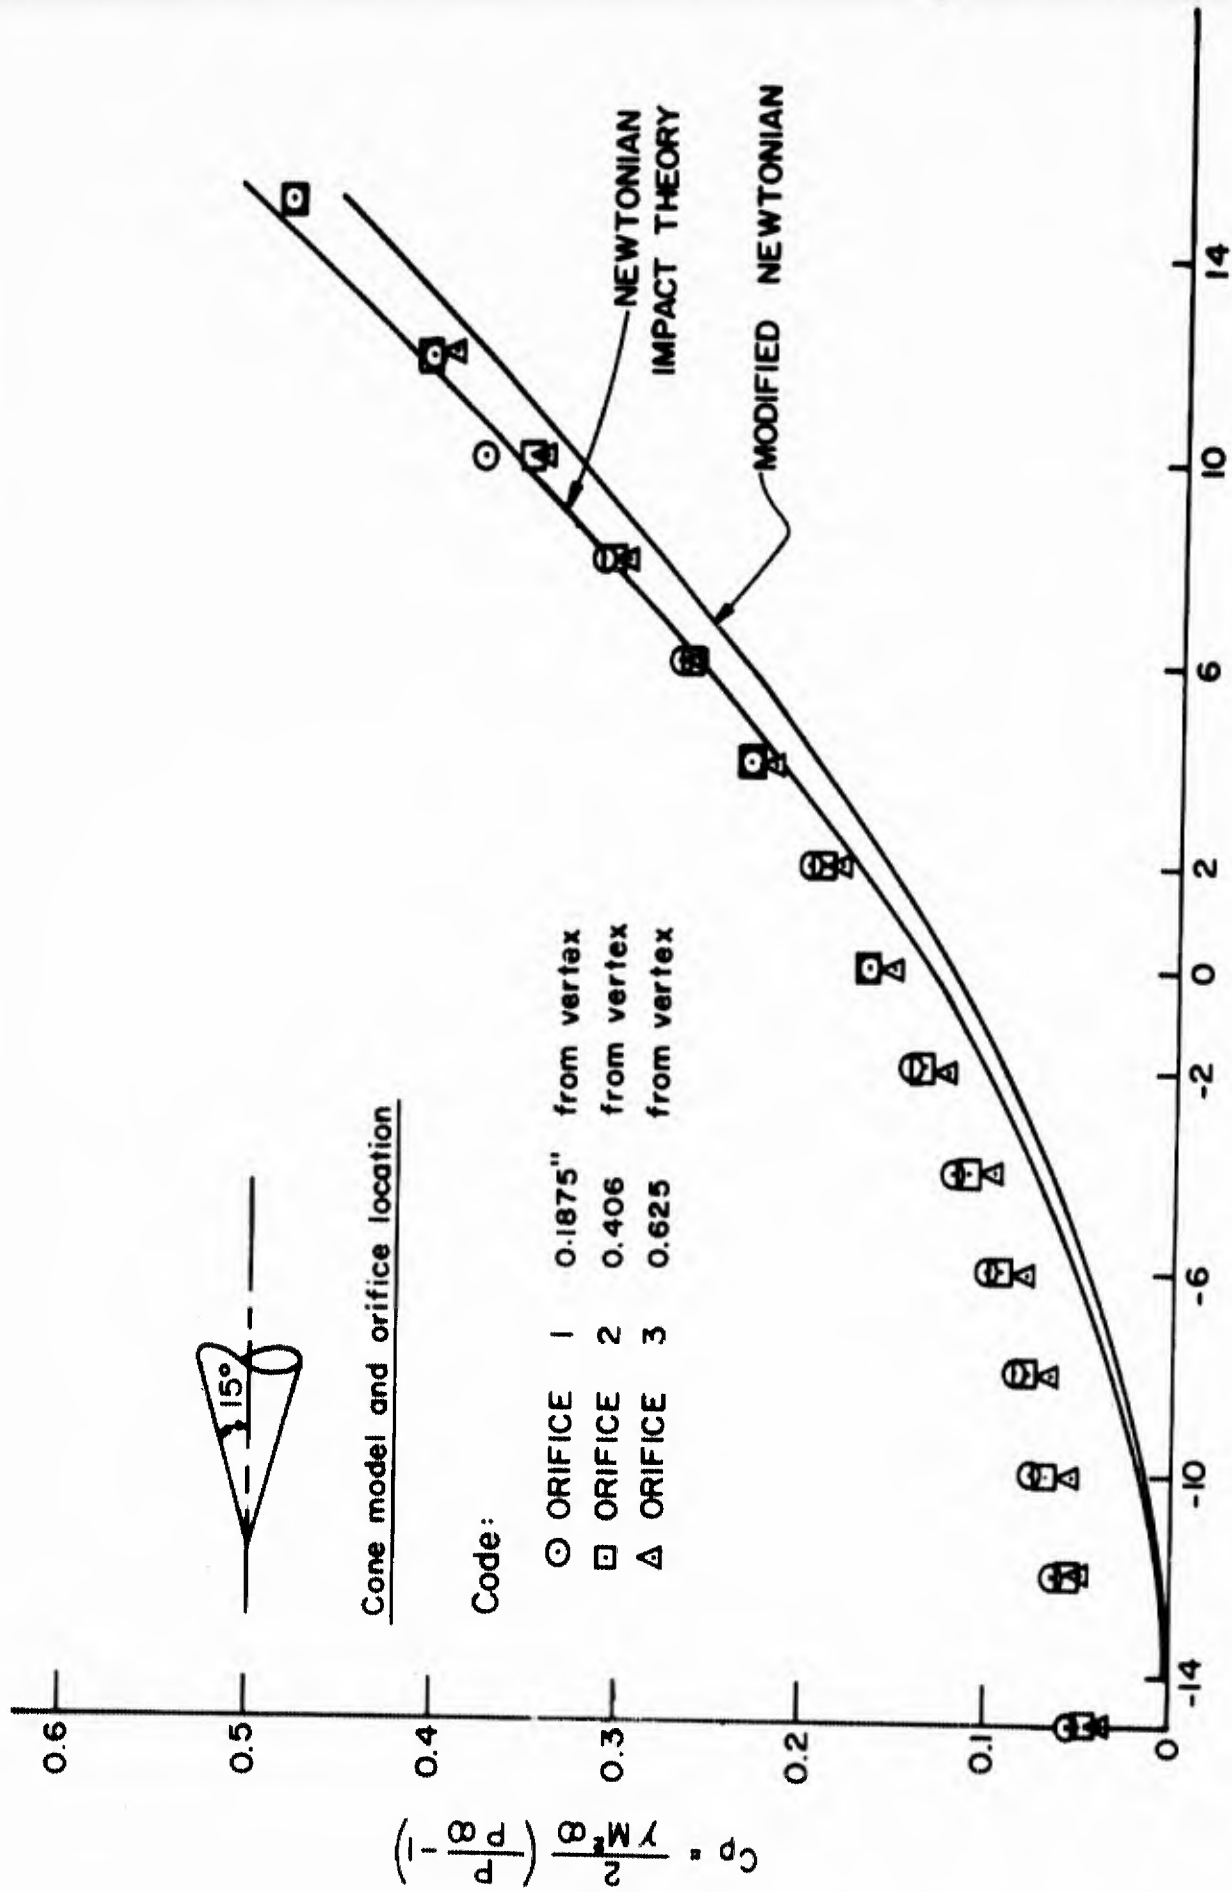 15°
Cone model and orifice location
Code:
⊙ ORIFICE 1 0.1875" from vertex
⊡ ORIFICE 2 0.406 from vertex
△ ORIFICE 3 0.625 from vertex
NEWTONIAN
IMPACT THEORY
MODIFIED NEWTONIAN
0.6
0.5
0.4
0.3
0.2
0.1
0
C_p = 2/(γ M∞²) (p/p∞ - 1)
-14
-10
-6
-2
0
2
6
10
14